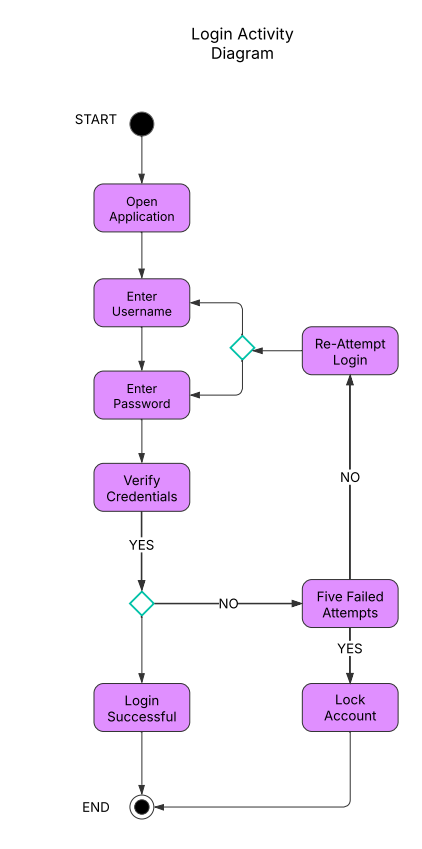 Login Activity
Diagram
START
Open
Application
Enter
Username
Re-Attempt
Login
Enter
Password
Verify
Credentials
NO
YES
NO
Five Failed
Attempts
YES
Login
Successful
Lock
Account
END